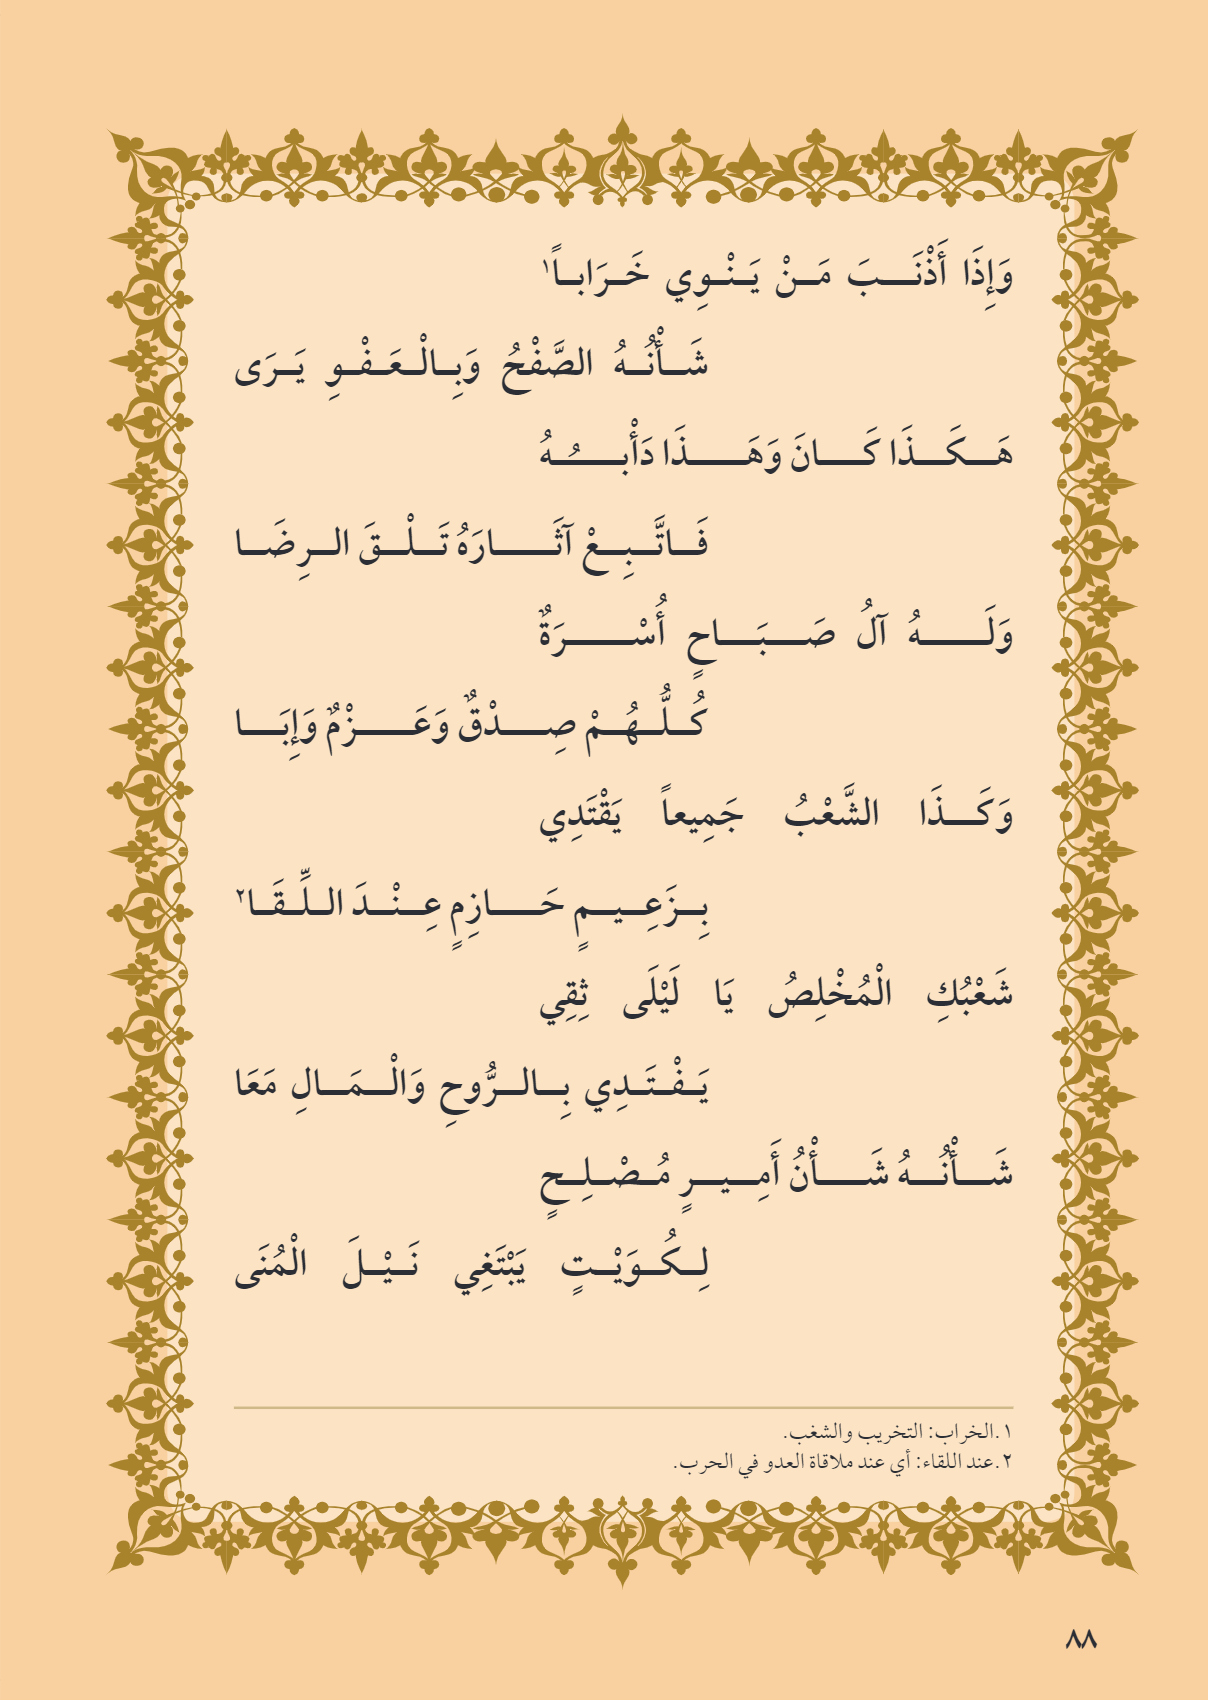 وَإِذَا أَذْنَبَ مَنْ يَنْوِي خَرَاباً١
شَأْنُهُ الصَّفْحُ وَبِالْعَفْوِ يَرَى
هَكَذَا كَانَ وَهَذَا دَأْبُهُ
فَاتَّبِعْ آثَارَهُ تَلْقَ الرِضَا
وَلَهُ آلُ صَبَاحٍ أُسْرَةٌ
كُلُّهُمْ صِدْقٌ وَعَزْمٌ وَإِبَا
وَكَذَا الشَّعْبُ جَمِيعاً يَقْتَدِي
بِزَعِيمٍ حَازِمٍ عِنْدَ اللِّقَا٢
شَعْبُكِ الْمُخْلِصُ يَا لَيْلَى ثِقِي
يَفْتَدِي بِالرُّوحِ وَالْمَالِ مَعَا
شَأْنُهُ شَأْنُ أَمِيرٍ مُصْلِحٍ
لِكُوَيْتٍ يَبْتَغِي نَيْلَ الْمُنَى
١.الخراب: التخريب والشغب.
٢.عند اللقاء: أي عند ملاقاة العدو في الحرب.
٨٨